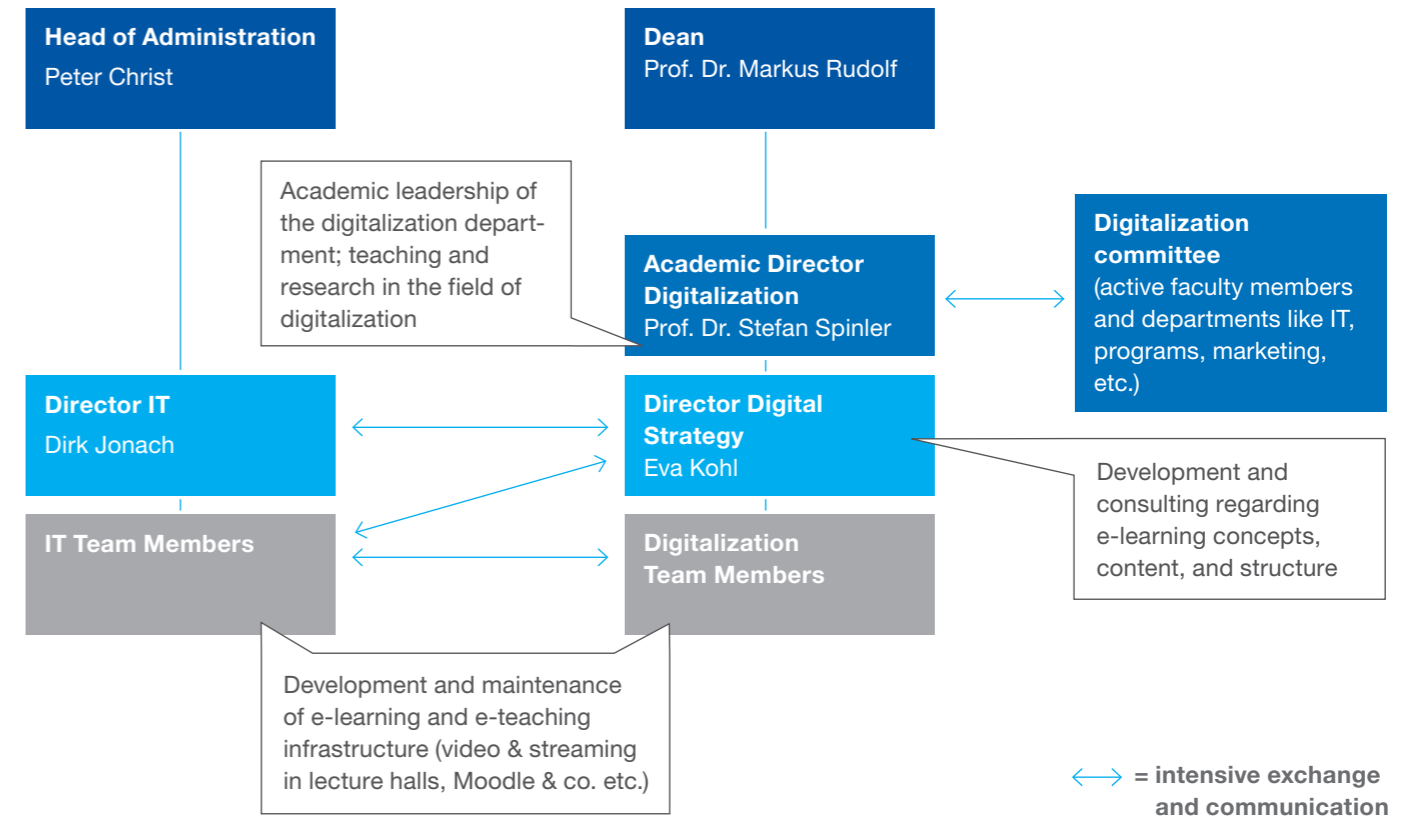 Head of Administration
Peter Christ
Dean
Prof. Dr. Markus Rudolf
Academic leadership of
the digitalization depart-
ment; teaching and
research in the field of
digitalization
Academic Director
Digitalization
Prof. Dr. Stefan Spinler
Digitalization
committee
(active faculty members
and departments like IT,
programs, marketing,
etc.)
Director IT
Dirk Jonach
Director Digital
Strategy
Eva Kohl
Development and
consulting regarding
e-learning concepts,
content, and structure
IT Team Members
Digitalization
Team Members
Development and maintenance
of e-learning and e-teaching
infrastructure (video & streaming
in lecture halls, Moodle & co. etc.)
= intensive exchange
and communication